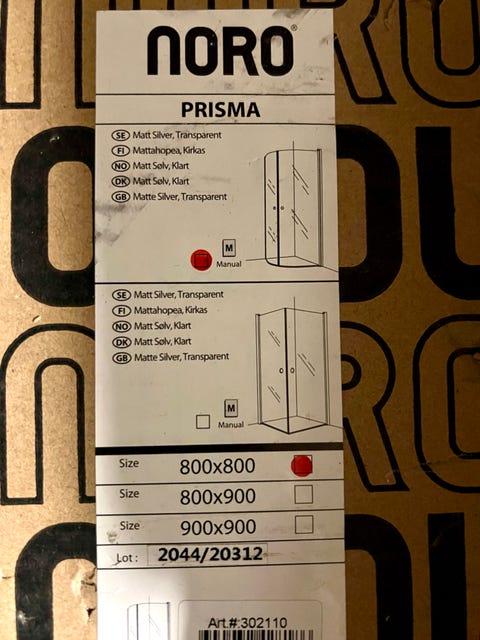 NORO®
PRISMA
SE Matt Silver, Transparent
FI Mattahopea, Kirkas
NO Matt Sølv, Klart
DK Matt Sølv, Klart
GB Matte Silver, Transparent
M
Manual
SE Matt Silver, Transparent
FI Mattahopea, Kirkas
NO Matt Sølv, Klart
DK Matt Sølv, Klart
GB Matte Silver, Transparent
M
Manual
Size 800x800
Size 800x900
Size 900x900
Lot : 2044/20312
Art.#:302110